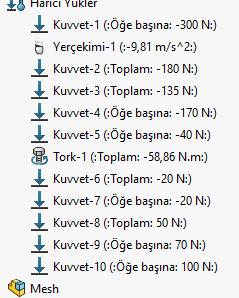 Harici Yükler
Kuvvet-1 (:Öğe başına: -300 N:)
Yerçekimi-1 (:-9,81 m/s^2:)
Kuvvet-2 (:Toplam: -180 N:)
Kuvvet-3 (:Toplam: -135 N:)
Kuvvet-4 (:Öğe başına: -170 N:)
Kuvvet-5 (:Öğe başına: -40 N:)
Tork-1 (:Toplam: -58,86 N.m:)
Kuvvet-6 (:Toplam: -20 N:)
Kuvvet-7 (:Öğe başına: -20 N:)
Kuvvet-8 (:Toplam: 50 N:)
Kuvvet-9 (:Öğe başına: 70 N:)
Kuvvet-10 (:Öğe başına: 100 N:)
Mesh